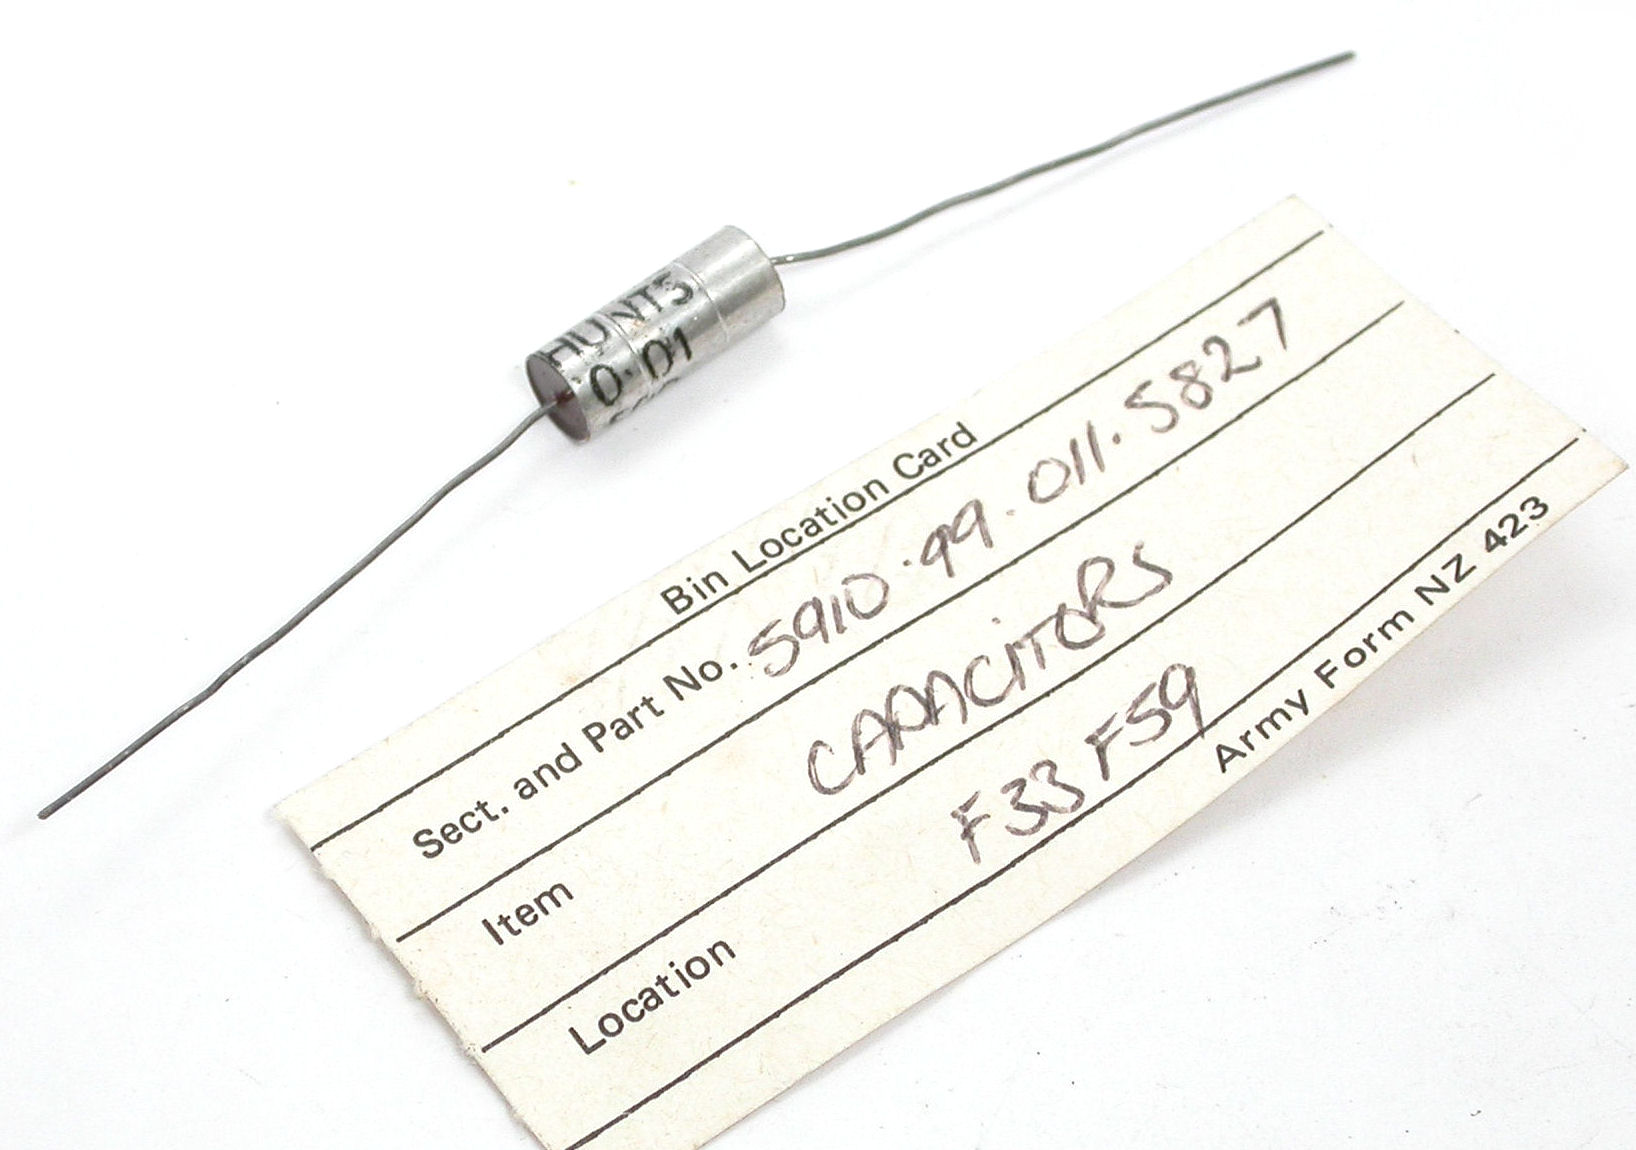 HUNTS
0.01
Bin Location Card
Sect. and Part No. 5910.99.011.5827
Item CAPACITORS
Location F33 F59
Army Form NZ 423